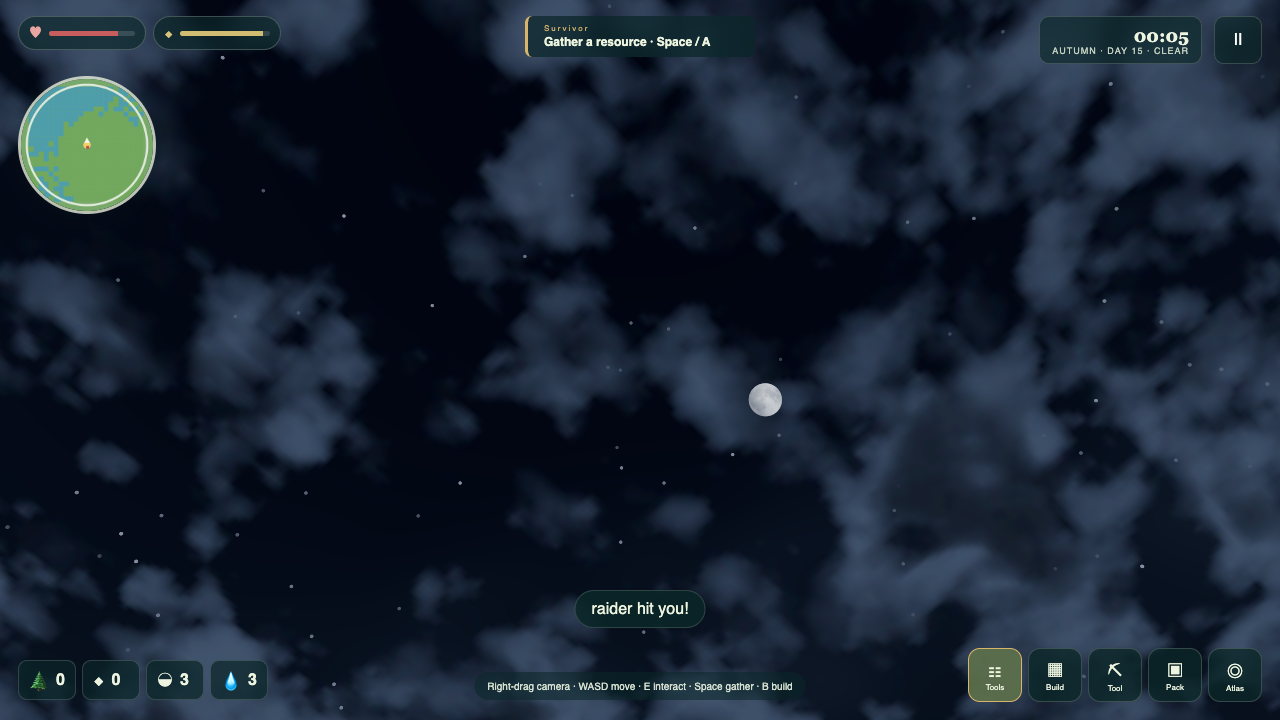 Survivor
Gather a resource · Space / A
00:05
AUTUMN · DAY 15 · CLEAR
raider hit you!
0
0
3
3
Right-drag camera · WASD move · E interact · Space gather · B build
Tools
Build
Tool
Pack
Atlas